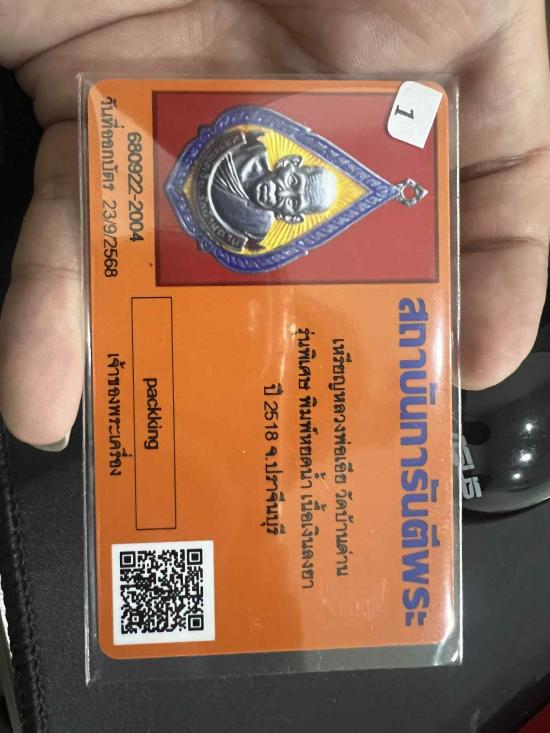 สถาบันการันตีพระ
เหรียญหลวงพ่อเอีย วัดบ้านด่าน
รุ่นพิเศษ พิมพ์หยดน้ำ เนื้อเงินลงยา
ปี 2518 จ.ปราจีนบุรี
packking
เจ้าของพระเครื่อง
680922-2004
วันที่ออกบัตร 23/9/2568
1